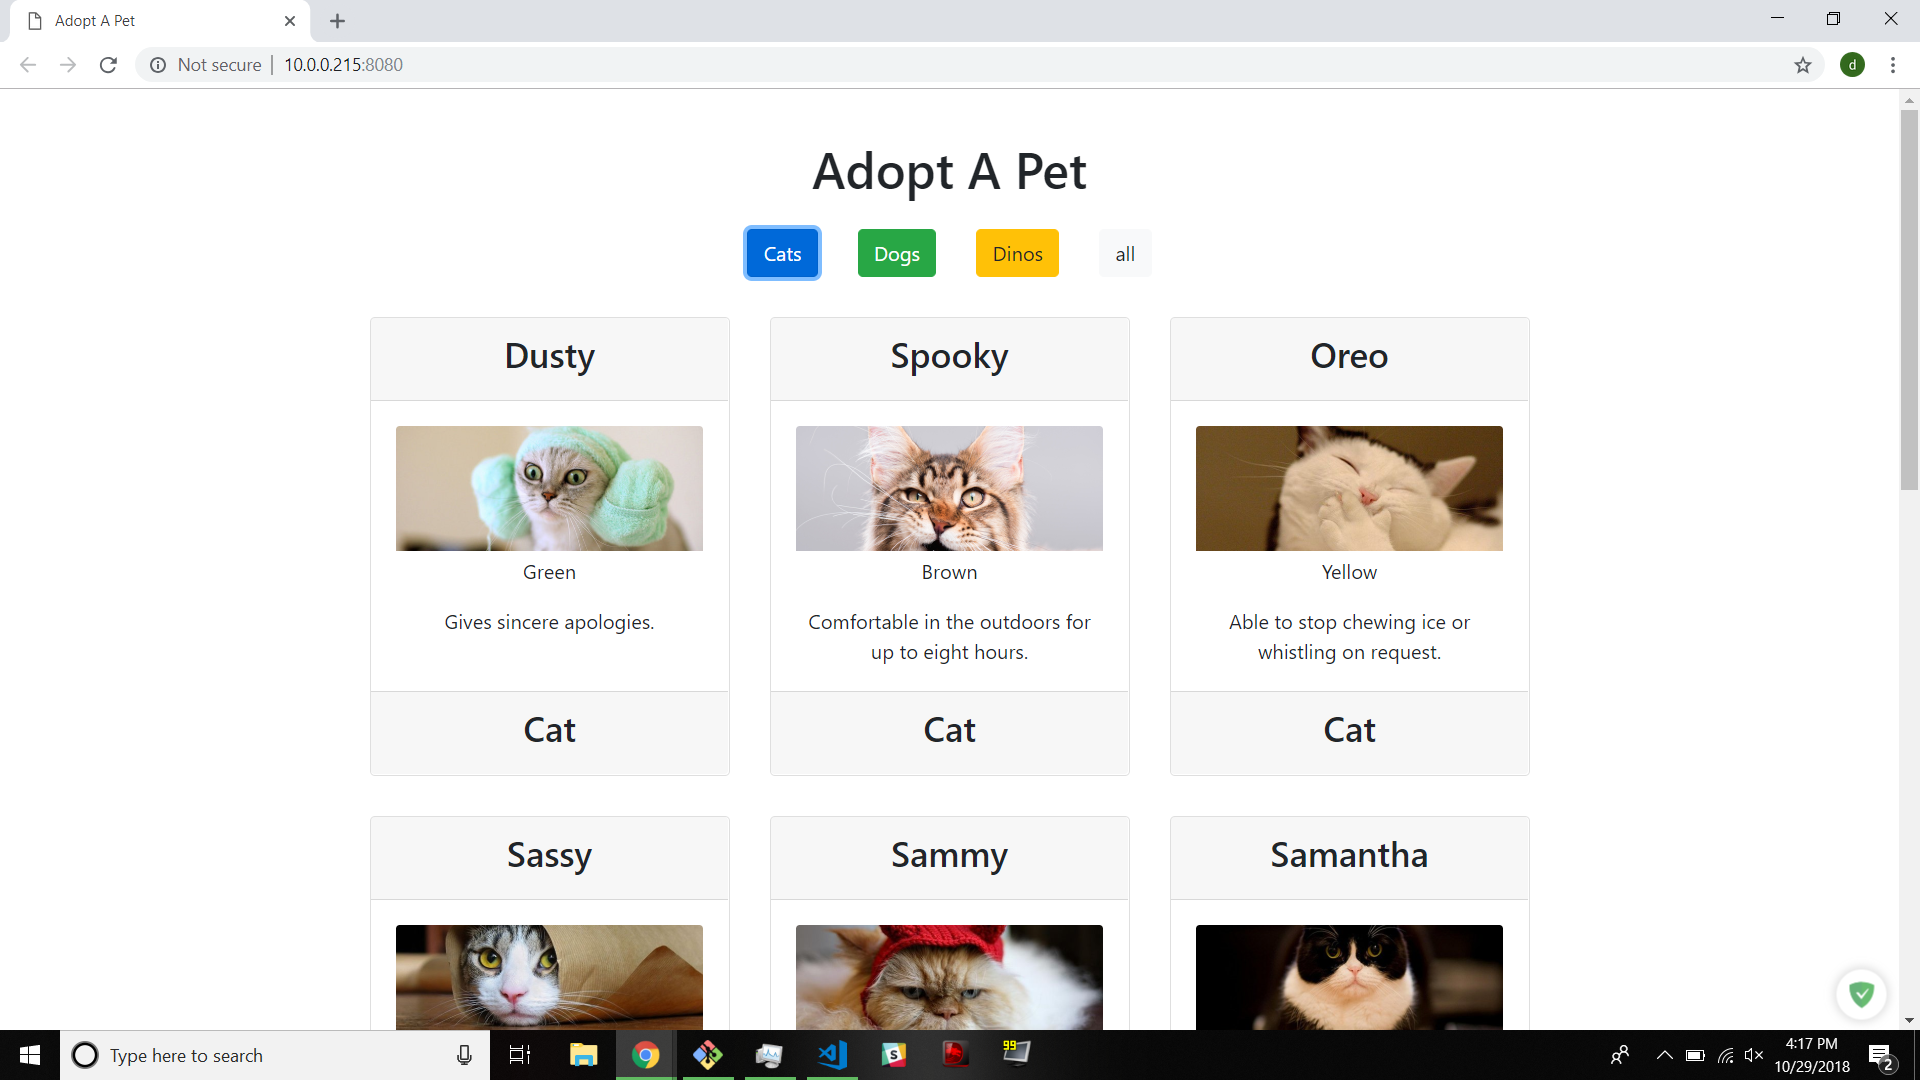 Adopt A Pet
Not secure | 10.0.0.215:8080
d
Adopt A Pet
Cats
Dogs
Dinos
all
Dusty
Spooky
Oreo
Green
Brown
Yellow
Gives sincere apologies.
Comfortable in the outdoors for
up to eight hours.
Able to stop chewing ice or
whistling on request.
Cat
Cat
Cat
Sassy
Sammy
Samantha
Type here to search
S
99
4:17 PM
10/29/2018
2